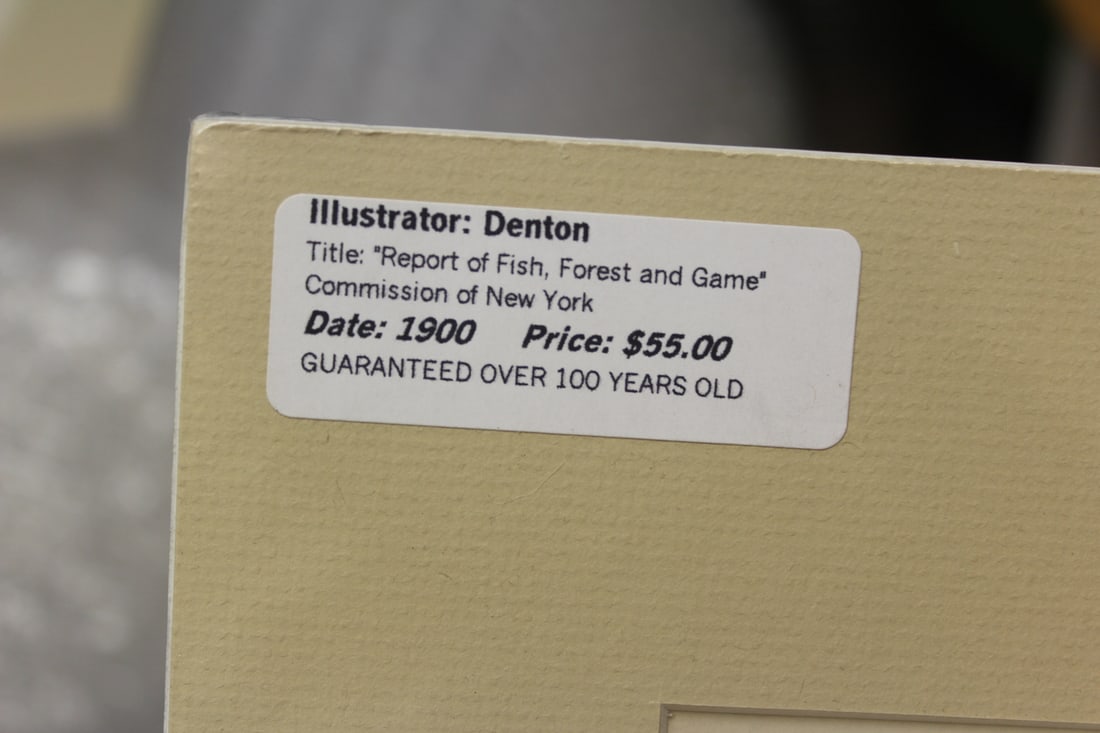 Illustrator: Denton
Title: "Report of Fish, Forest and Game"
Commission of New York
Date: 1900 Price: $55.00
GUARANTEED OVER 100 YEARS OLD